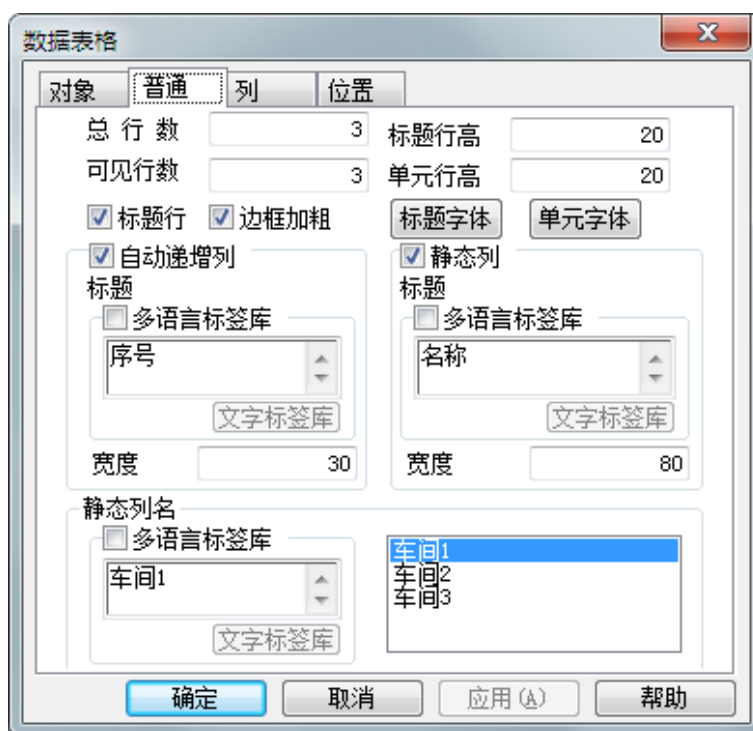 数据表格
对象 普通 列 位置
总 行 数 3 标题行高 20
可见行数 3 单元行高 20
标题行 边框加粗 标题字体 单元字体
自动递增列 静态列
标题 标题
多语言标签库 多语言标签库
序号 名称
文字标签库 文字标签库
宽度 30 宽度 80
静态列名
多语言标签库 车间1
车间1 车间2
车间3
文字标签库
确定 取消 应用(A) 帮助